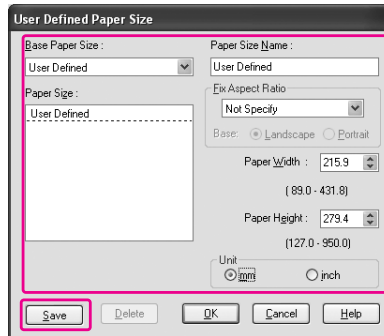 User Defined Paper Size
Base Paper Size :
User Defined
Paper Size :
User Defined
Paper Size Name :
User Defined
Fix Aspect Ratio
Not Specify
Base: Landscape Portrait
Paper Width : 215.9
( 89.0 - 431.8)
Paper Height : 279.4
(127.0 - 950.0)
Unit
mm inch
Save Delete OK Cancel Help